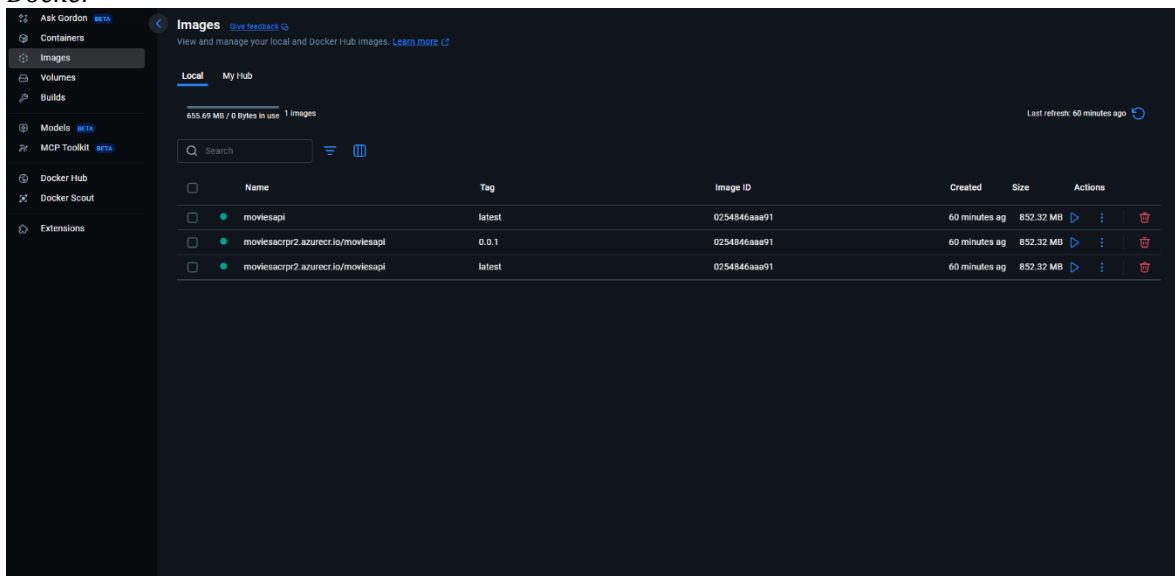 Docker
Ask Gordon BETA
Containers
Images
Volumes
Builds
Models BETA
MCP Toolkit BETA
Docker Hub
Docker Scout
Extensions
Images Give feedback
View and manage your local and Docker Hub images. Learn more
Local My Hub
655.69 MB / 0 Bytes in use 1 images
Last refresh: 60 minutes ago
Search
Name Tag Image ID Created Size Actions
moviesapi latest 0254846aaa91 60 minutes ag 852.32 MB
moviesacrpr2.azurecr.io/moviesapi 0.0.1 0254846aaa91 60 minutes ag 852.32 MB
moviesacrpr2.azurecr.io/moviesapi latest 0254846aaa91 60 minutes ag 852.32 MB